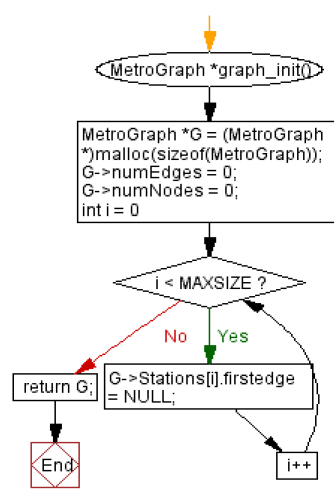 MetroGraph *graph_init()
MetroGraph *G = (MetroGraph
*)malloc(sizeof(MetroGraph));
G->numEdges = 0;
G->numNodes = 0;
int i = 0
i < MAXSIZE ?
No
Yes
return G;
G->Stations[i].firstedge
= NULL;
End
i++